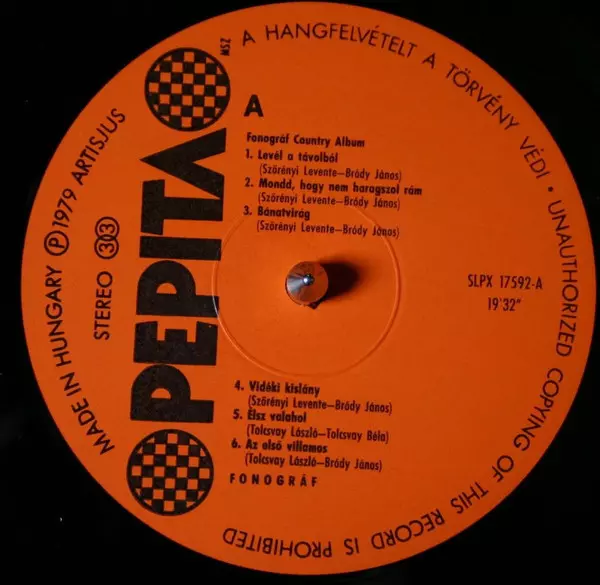 MADE IN HUNGARY Ⓟ 1979 ARTISJUS
STEREO 33
PEPITA
MSZ
A HANGFELVÉTELT A TÖRVÉNY VÉDI • UNAUTHORIZED COPYING OF THIS RECORD IS PROHIBITED
A
Fonográf Country Album
1. Levél a távolból
(Szörényi Levente—Bródy János)
2. Mondd, hogy nem haragszol rám
(Szörényi Levente—Bródy János)
3. Bánatvirág
(Szörényi Levente—Bródy János)
SLPX 17592-A
19'32"
4. Vidéki kislány
(Szörényi Levente—Bródy János)
5. Élsz valahol
(Tolcsvay László—Tolcsvay Béla)
6. Az első villamos
(Tolcsvay László—Bródy János)
FONOGRÁF